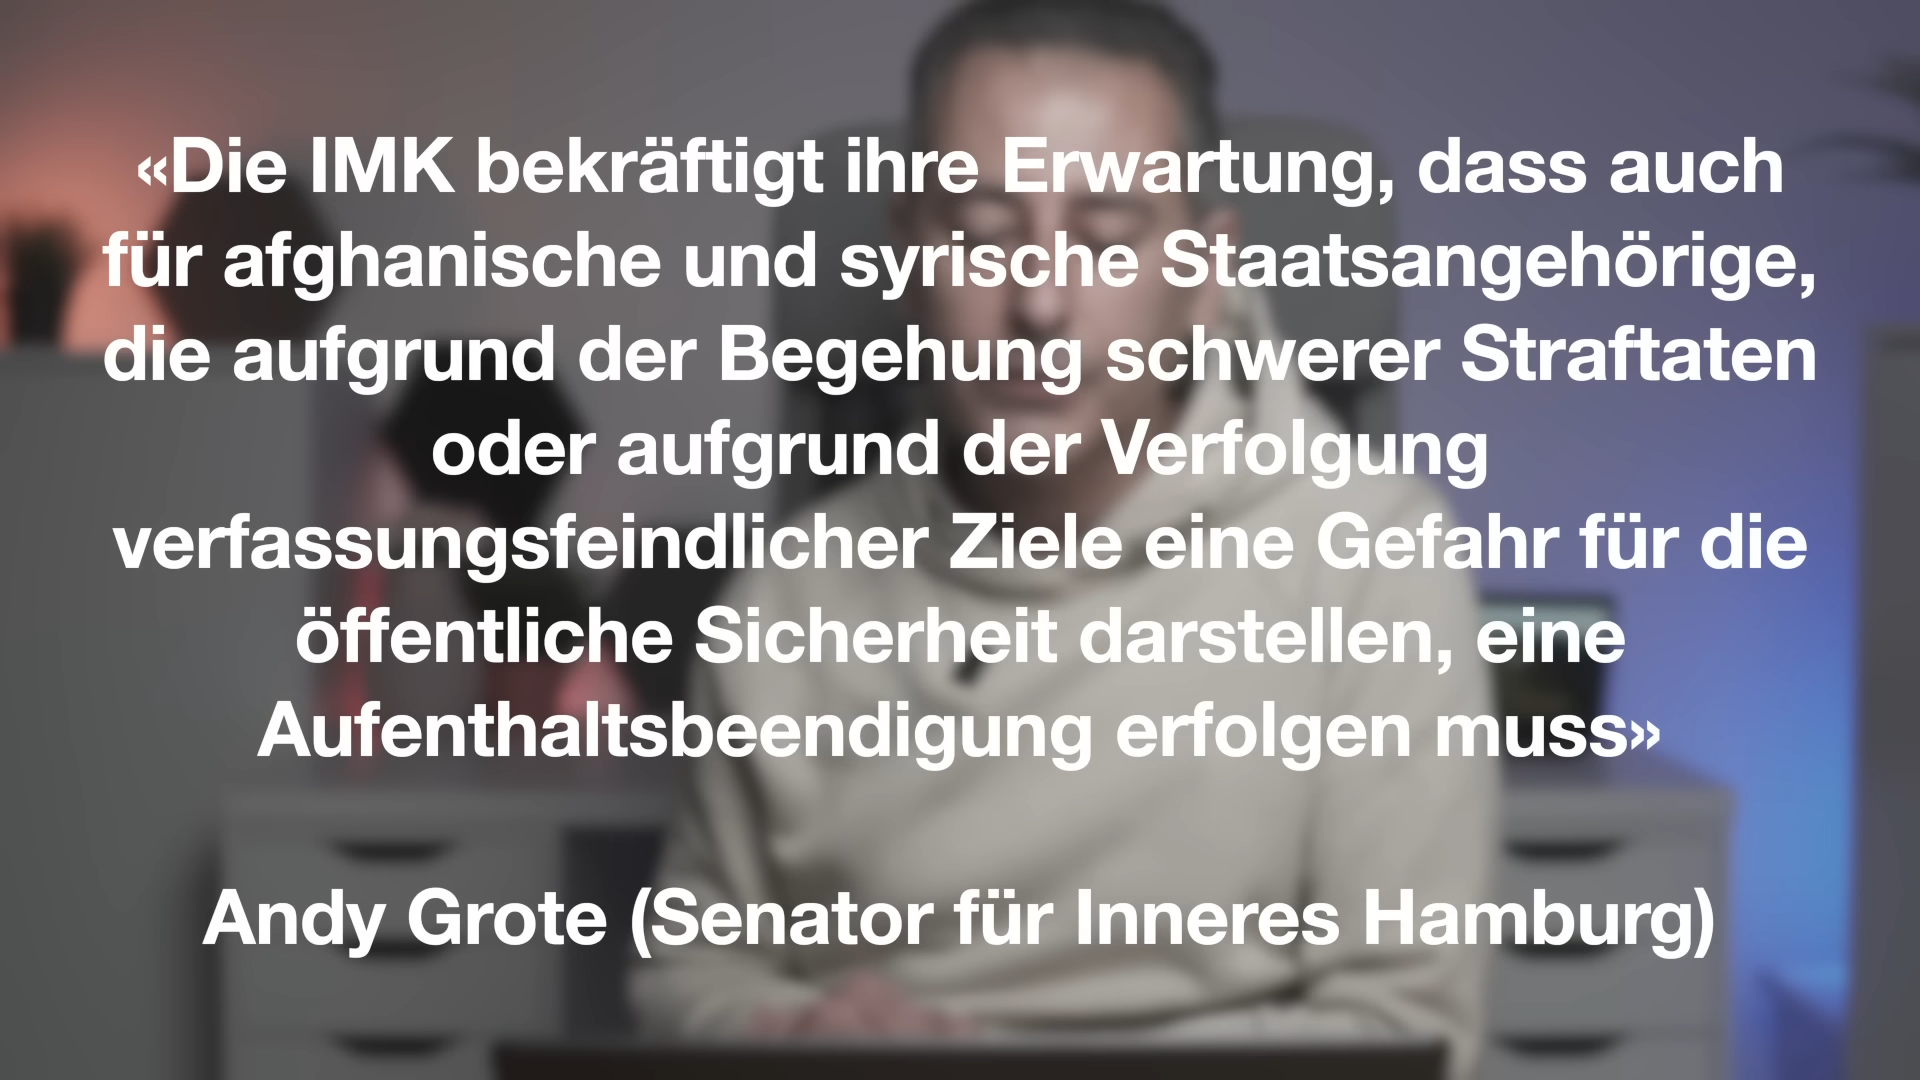 «Die IMK bekräftigt ihre Erwartung, dass auch
für afghanische und syrische Staatsangehörige,
die aufgrund der Begehung schwerer Straftaten
oder aufgrund der Verfolgung
verfassungsfeindlicher Ziele eine Gefahr für die
öffentliche Sicherheit darstellen, eine
Aufenthaltsbeendigung erfolgen muss»
Andy Grote (Senator für Inneres Hamburg)